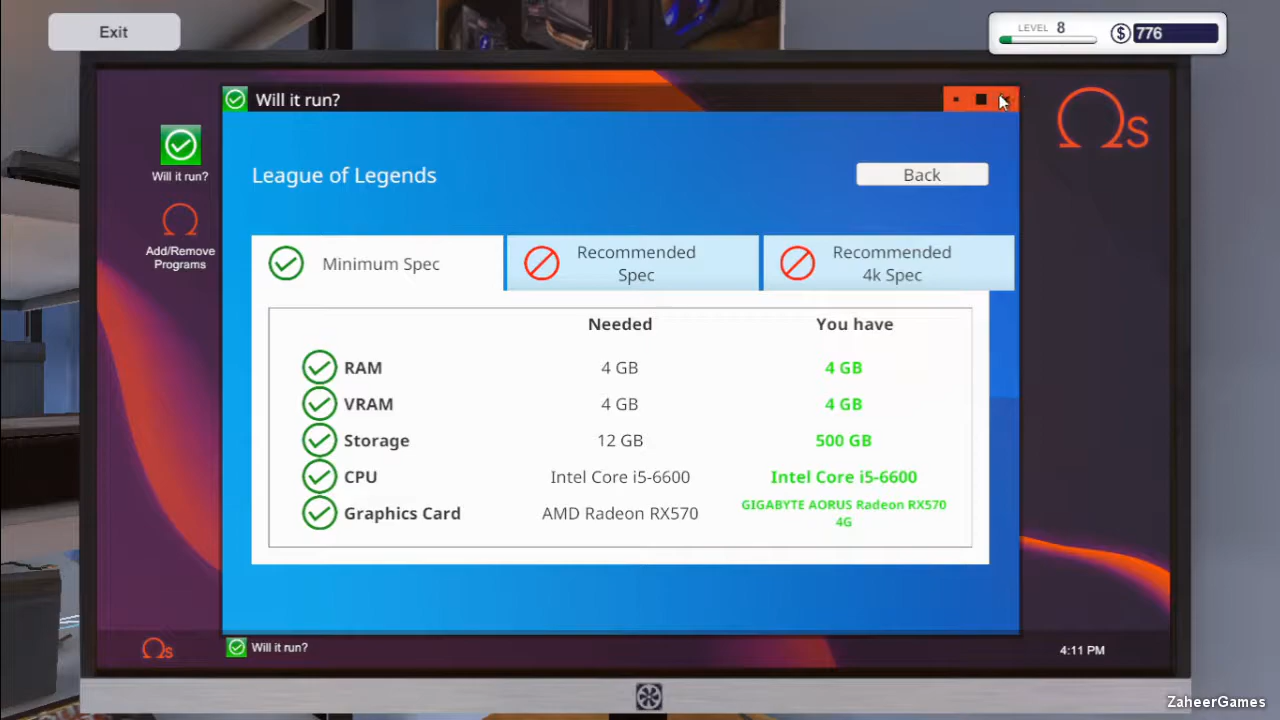 Exit
LEVEL 8
$ 776
Will it run?
Ωs
Will it run?
Add/Remove
Programs
League of Legends
Back
Minimum Spec
Recommended
Spec
Recommended
4k Spec
Needed
You have
RAM
4 GB
4 GB
VRAM
4 GB
4 GB
Storage
12 GB
500 GB
CPU
Intel Core i5-6600
Intel Core i5-6600
Graphics Card
AMD Radeon RX570
GIGABYTE AORUS Radeon RX570
4G
Ωs
Will it run?
4:11 PM
ZaheerGames